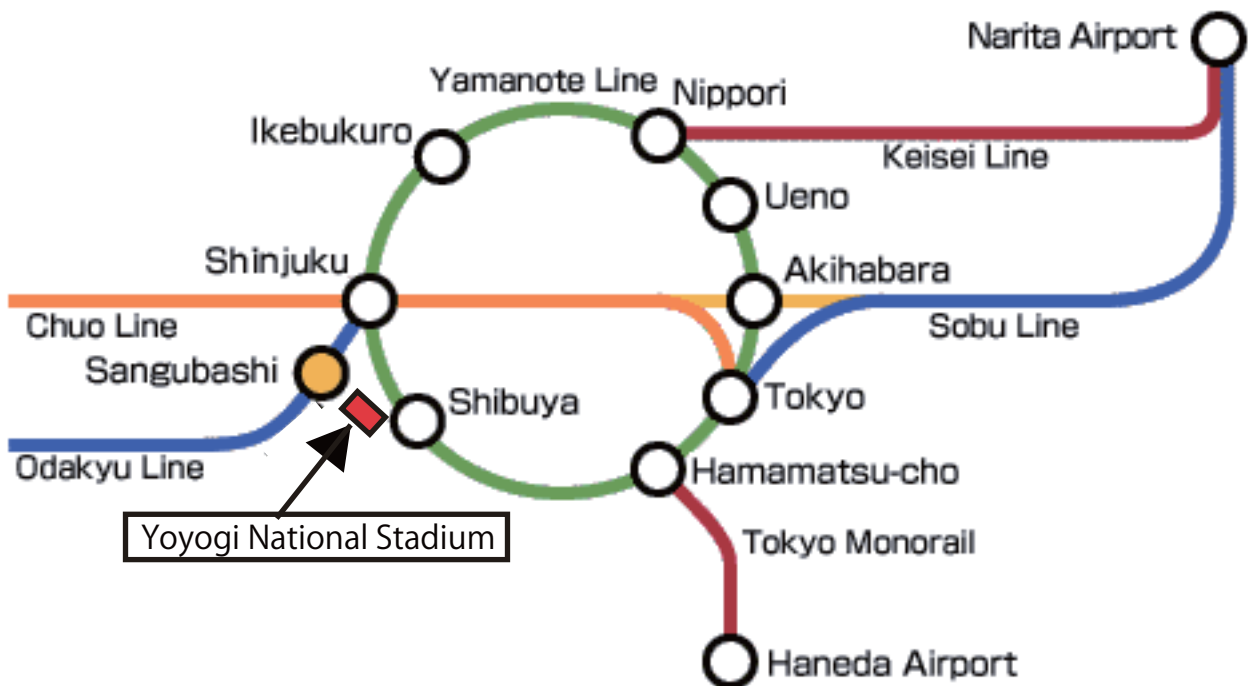 Narita Airport
Yamanote Line
Nippori
Ikebukuro
Keisei Line
Ueno
Shinjuku
Akihabara
Chuo Line
Sobu Line
Sangubashi
Shibuya
Tokyo
Odakyu Line
Hamamatsu-cho
Yoyogi National Stadium
Tokyo Monorail
Haneda Airport